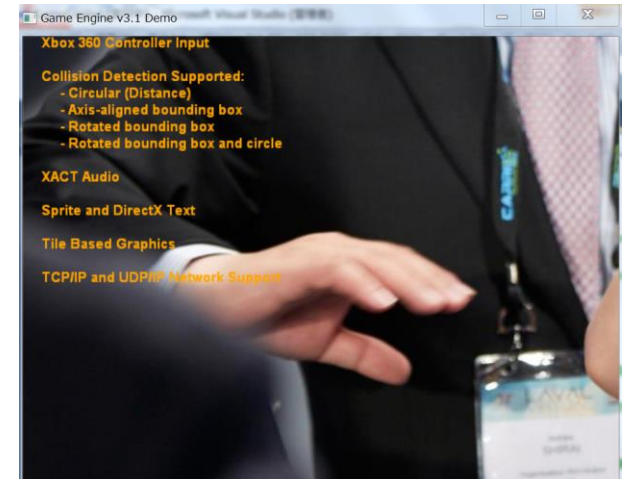 Game Engine v3.1 Demo
Xbox 360 Controller Input
Collision Detection Supported:
- Circular (Distance)
- Axis-aligned bounding box
- Rotated bounding box
- Rotated bounding box and circle
XACT Audio
Sprite and DirectX Text
Tile Based Graphics
TCP/IP and UDP/IP Network Support
LAVAL
SHIRAI